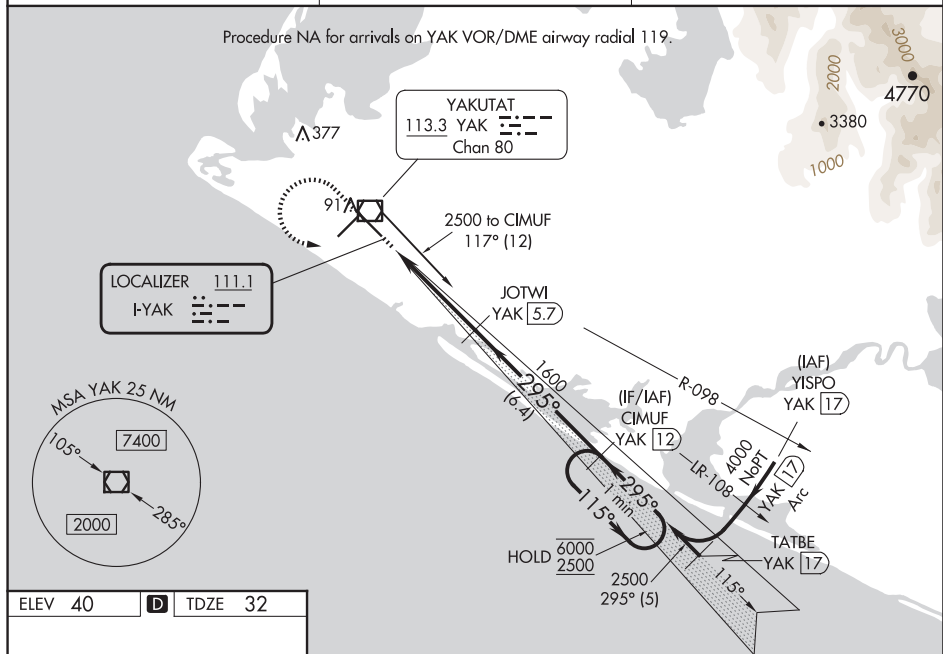 Procedure NA for arrivals on YAK VOR/DME airway radial 119.
3000
2000
4770
3380
1000
377
YAKUTAT
113.3 YAK
Chan 80
91
2500 to CIMUF
117° (12)
LOCALIZER 111.1
I-YAK
JOTWI
YAK 5.7
1600
295°
(6.4)
R-098
(IAF)
YISPO
YAK 17
(IF/IAF)
CIMUF
YAK 12
LR-108
4000
NoPT
YAK 17
Arc
MSA YAK 25 NM
105°
7400
2000
285°
295°
1 min
115°
HOLD 6000
2500
2500
295° (5)
TATBE
YAK 17
115°
ELEV 40 D TDZE 32